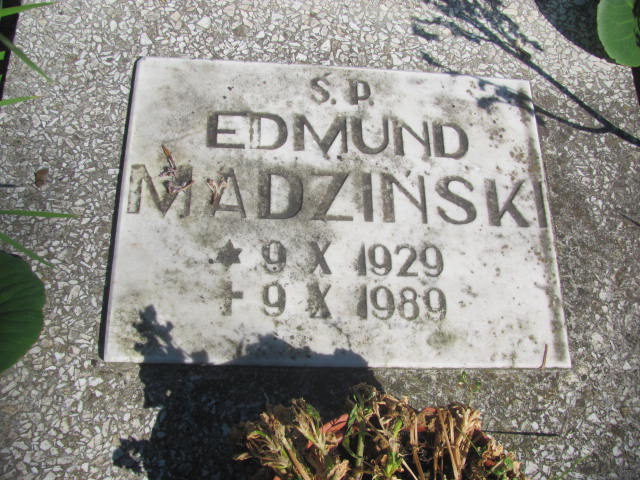 Ś.P.
EDMUND
MADZIŃSKI
* 9 X 1929
+ 9 X 1989